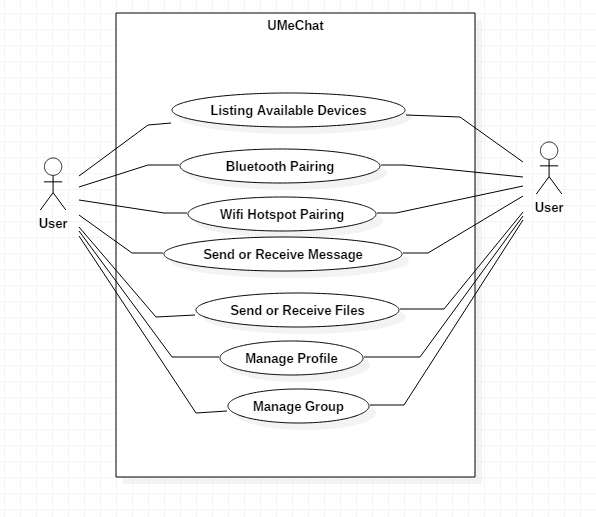 UMeChat
Listing Available Devices
Bluetooth Pairing
Wifi Hotspot Pairing
User
User
Send or Receive Message
Send or Receive Files
Manage Profile
Manage Group